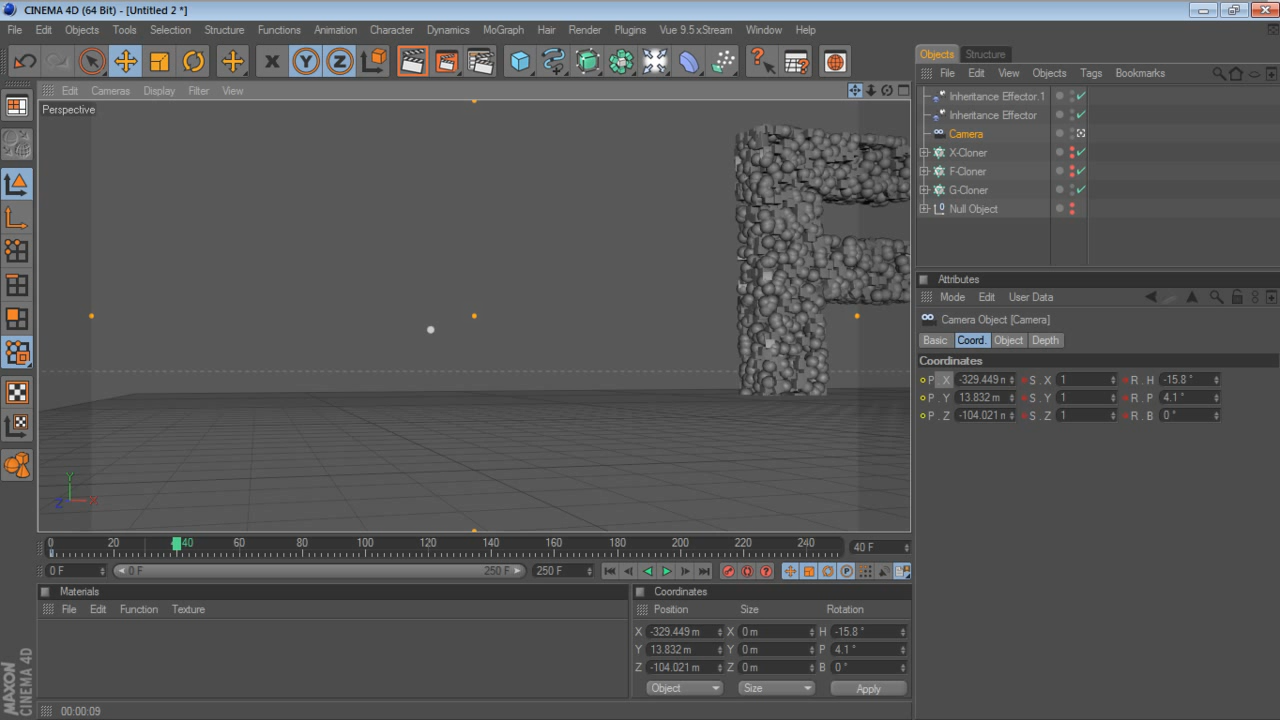 CINEMA 4D (64 Bit) - [Untitled 2 *]
File Edit Objects Tools Selection Structure Functions Animation Character Dynamics MoGraph Hair Render Plugins Vue 9.5 xStream Window Help
Objects Structure
File Edit View Objects Tags Bookmarks
Edit Cameras Display Filter View
Perspective
Inheritance Effector.1
Inheritance Effector
Camera
X-Cloner
F-Cloner
G-Cloner
0 Null Object
Attributes
Mode Edit User Data
Camera Object [Camera]
Basic Coord. Object Depth
Coordinates
P . X -329.449 m S . X 1 R . H -15.8 °
P . Y 13.832 m S . Y 1 R . P 4.1 °
P . Z -104.021 m S . Z 1 R . B 0 °
Y
Z X
0 20 40 60 80 100 120 140 160 180 200 220 240 40 F
0 F 0 F 250 F 250 F
Materials
File Edit Function Texture
Coordinates
Position Size Rotation
X -329.449 m X 0 m H -15.8 °
Y 13.832 m Y 0 m P 4.1 °
Z -104.021 m Z 0 m B 0 °
Object Size Apply
MAXON
CINEMA 4D
00:00:09